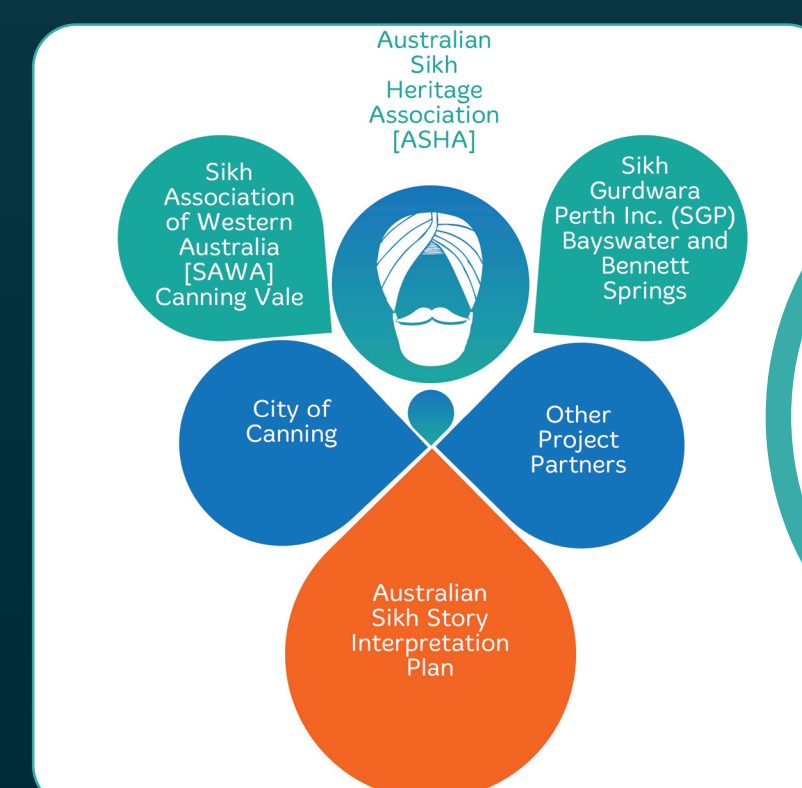 Australian
Sikh
Heritage
Association
[ASHA]
Sikh
Association
of Western
Australia
[SAWA]
Canning Vale
Sikh
Gurdwara
Perth Inc. (SGP)
Bayswater and
Bennett
Springs
City of
Canning
Other
Project
Partners
Australian
Sikh Story
Interpretation
Plan